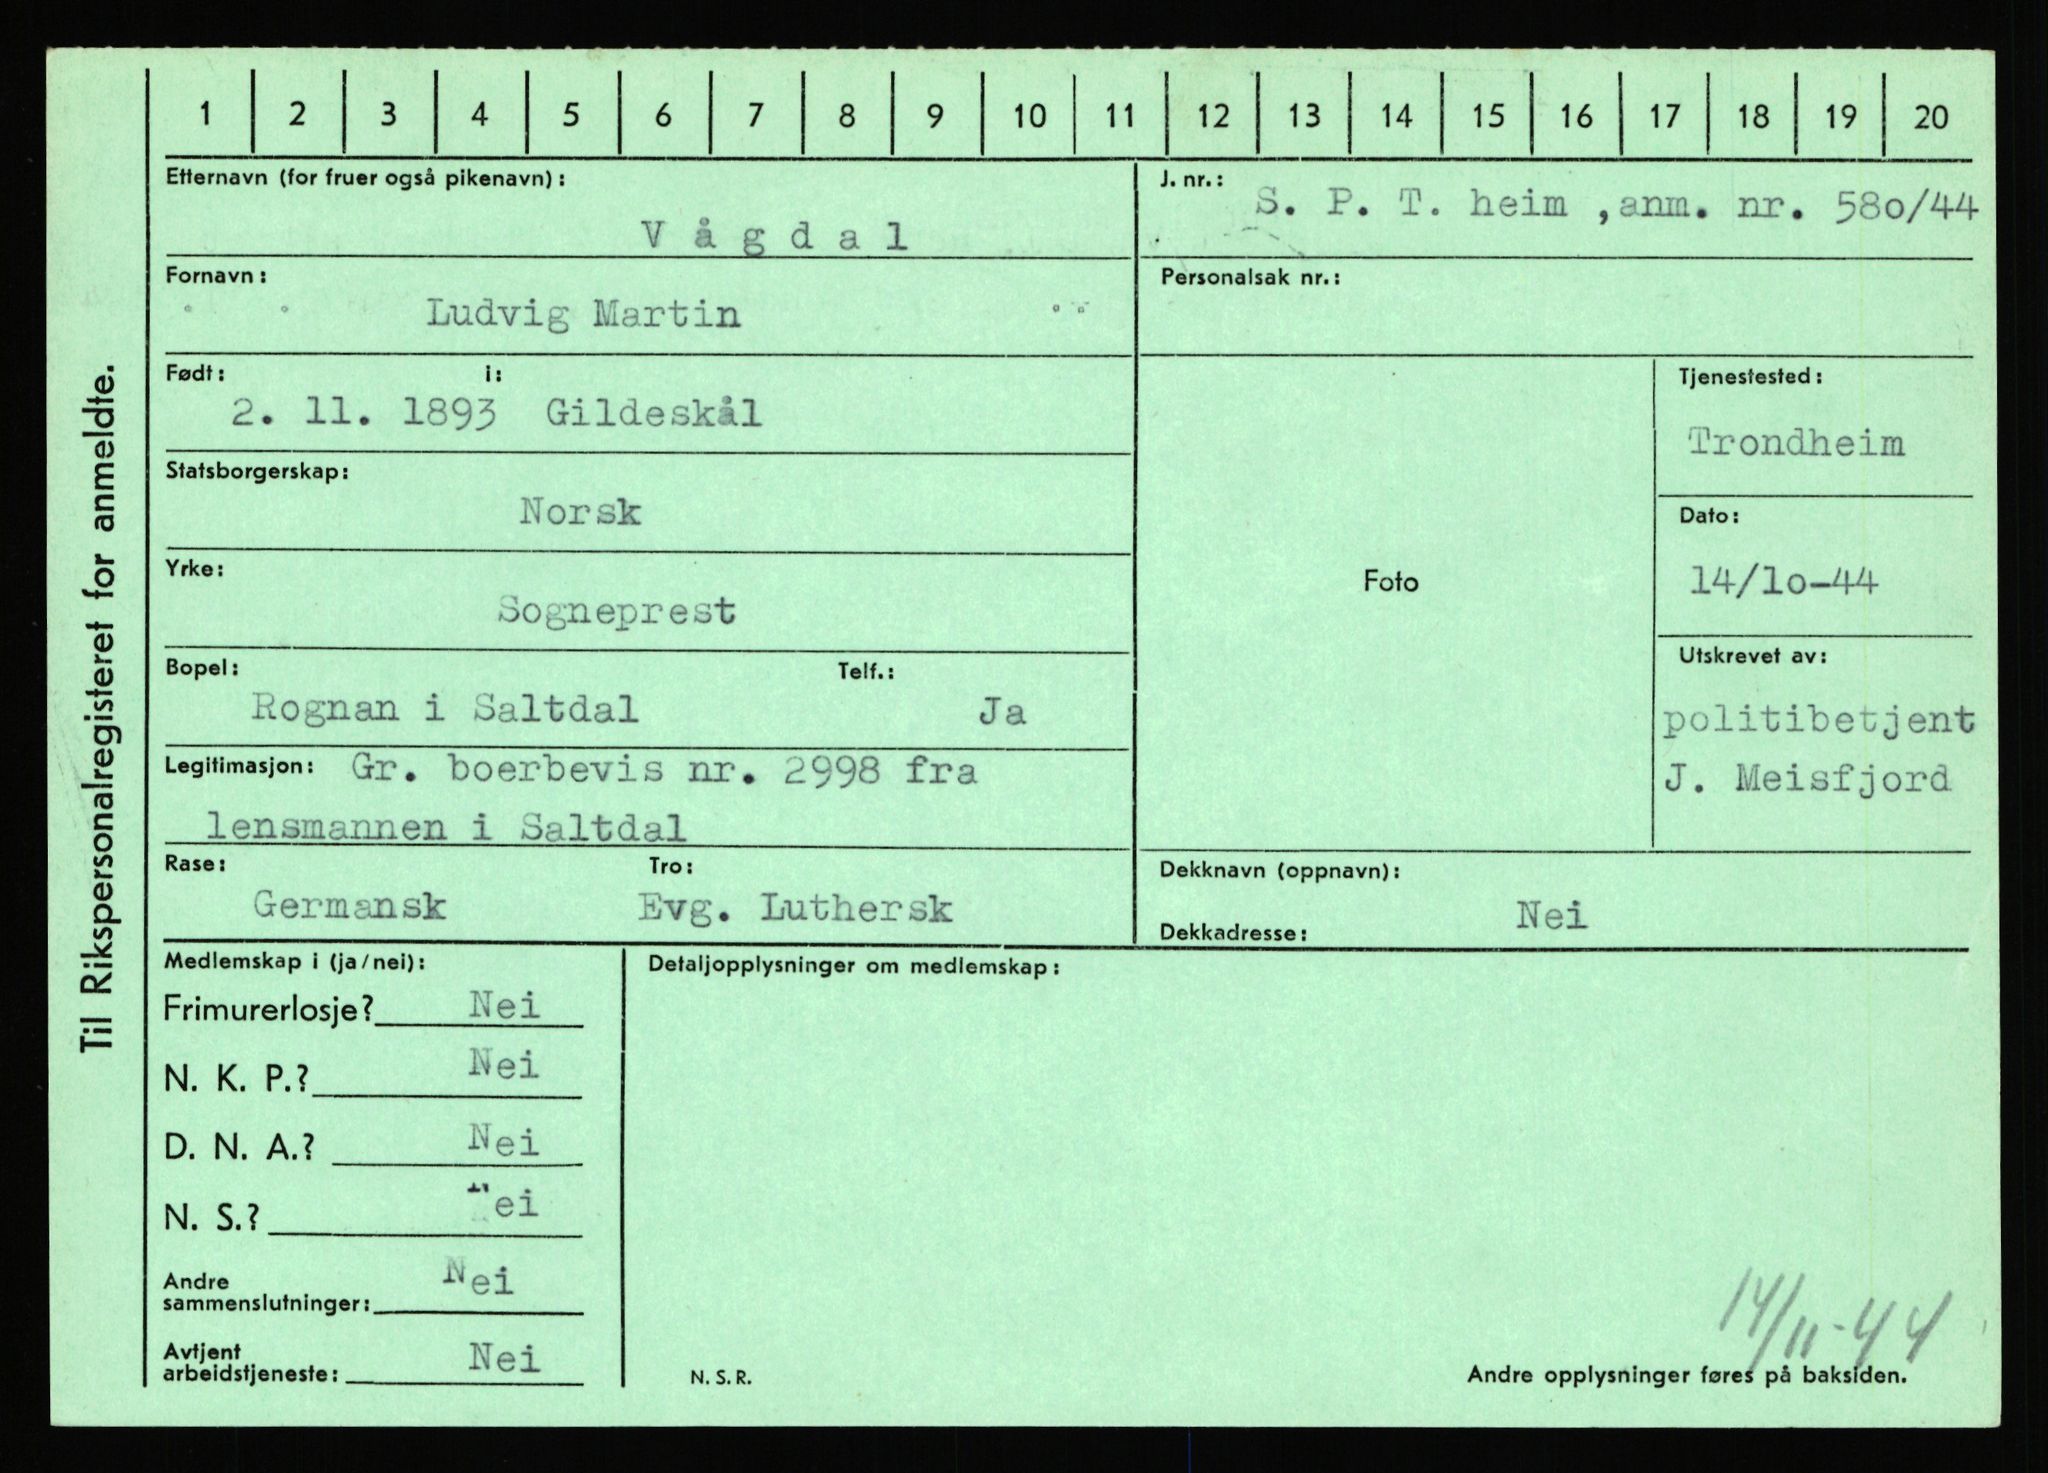 1 2 3 4 5 6 7 8 9 10 11 12 13 14 15 16 17 18 19 20
Til Rikspersonalregisteret for anmeldte.
Etternavn (for fruer også pikenavn):
Vågdal
J. nr.:
S. P. T. heim ,anm. nr. 58o/44
Fornavn:
Ludvig Martin
Personalsak nr.:
Født: i:
2. 11. 1893 Gildeskål
Statsborgerskap:
Norsk
Yrke:
Sogneprest
Bopel: Telf.:
Rognan i Saltdal Ja
Legitimasjon: Gr. boerbevis nr. 2998 fra
lensmannen i Saltdal
Rase: Tro:
Germansk Evg. Luthersk
Foto
Tjenestested:
Trondheim
Dato:
14/1o-44
Utskrevet av:
politibetjent
J. Meisfjord
Dekknavn (oppnavn):
Nei
Dekkadresse:
Medlemskap i (ja/nei):
Frimurerlosje? Nei
N. K. P.? Nei
D. N. A.? Nei
N. S.? Nei
Andre
sammenslutninger: Nei
Avtjent
arbeidstjeneste: Nei
Detaljopplysninger om medlemskap:
14/11-44
N. S. R.
Andre opplysninger føres på baksiden.